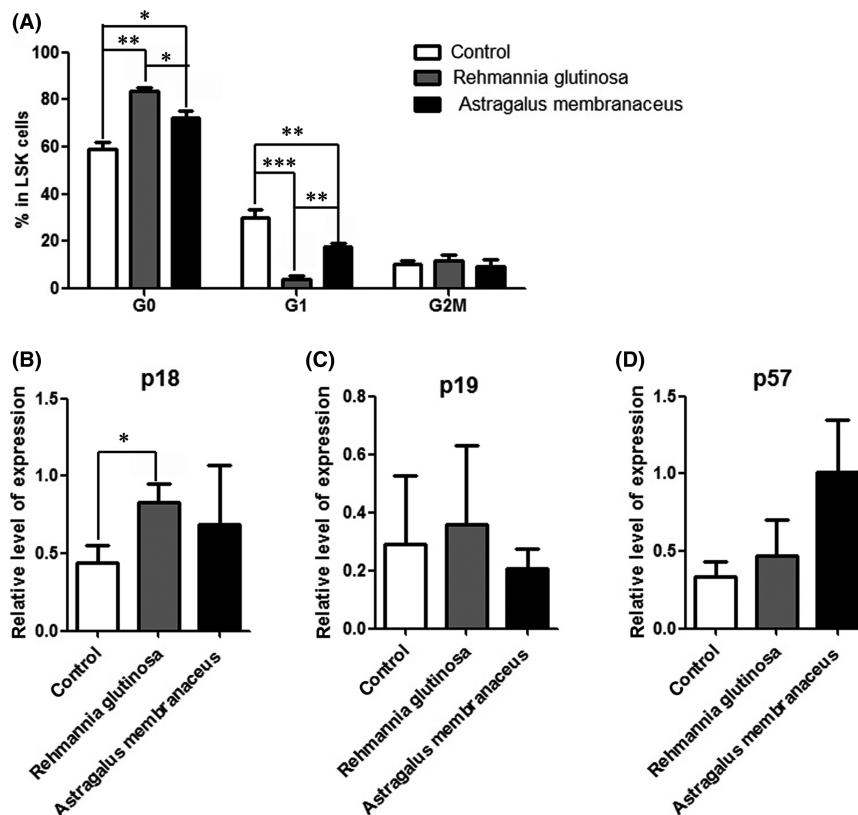 (A)
*
**
*
**
***
**
Control
Rehmannia glutinosa
Astragalus membranaceus
% in LSK cells
100
80
60
40
20
0
G0
G1
G2M
(B)
p18
*
Relative level of expression
1.5
1.0
0.5
0.0
Control
Rehmannia glutinosa
Astragalus membranaceus
(C)
p19
Relative level of expression
0.8
0.6
0.4
0.2
0.0
Control
Rehmannia glutinosa
Astragalus membranaceus
(D)
p57
Relative level of expression
1.5
1.0
0.5
0.0
Control
Rehmannia glutinosa
Astragalus membranaceus